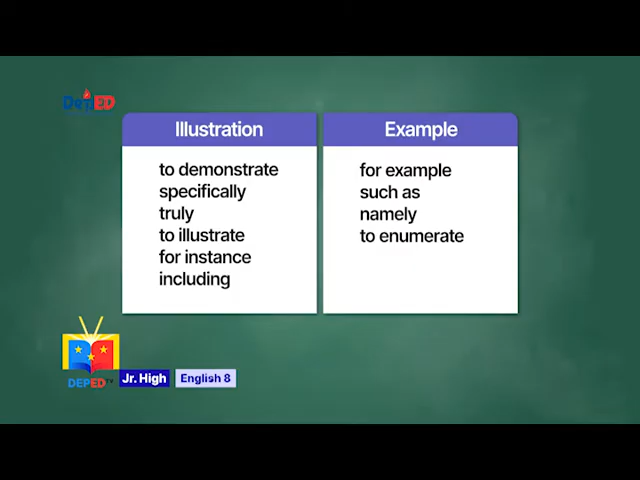 DepED
Illustration
to demonstrate
specifically
truly
to illustrate
for instance
including
Example
for example
such as
namely
to enumerate
DEPED TV
Jr. High
English 8